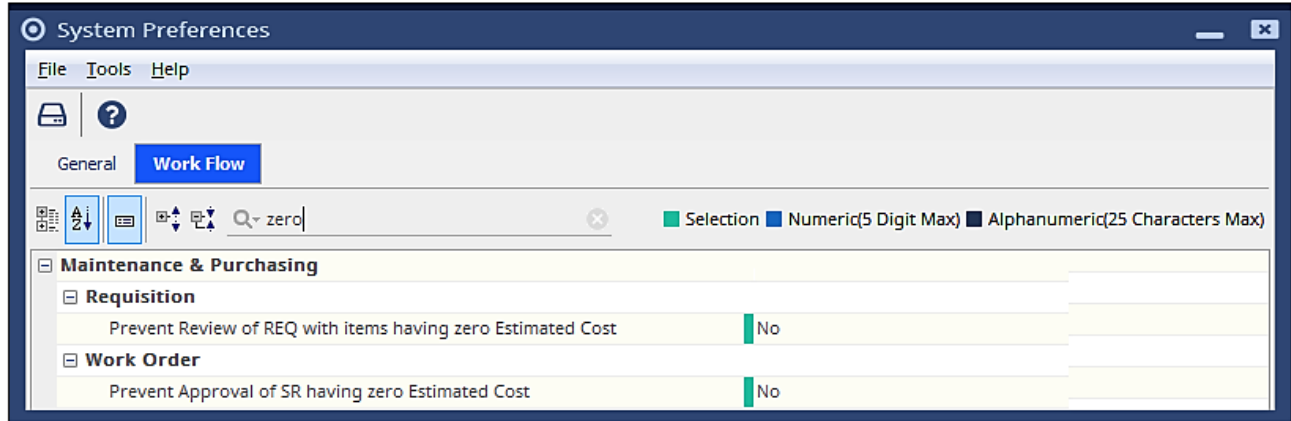 System Preferences
File Tools Help
General Work Flow
zero Selection Numeric(5 Digit Max) Alphanumeric(25 Characters Max)
Maintenance & Purchasing
Requisition
Prevent Review of REQ with items having zero Estimated Cost No
Work Order
Prevent Approval of SR having zero Estimated Cost No